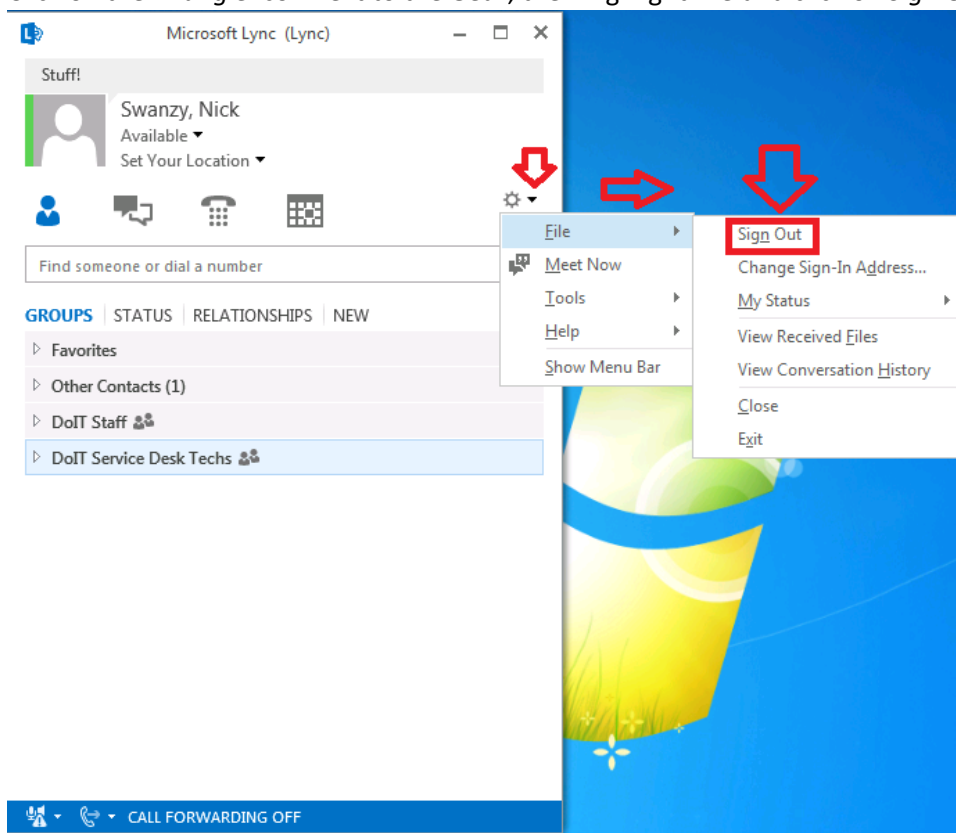 Microsoft Lync (Lync)
Stuff!
Swanzy, Nick
Available
Set Your Location
Find someone or dial a number
GROUPS STATUS RELATIONSHIPS NEW
Favorites
Other Contacts (1)
DoIT Staff
DoIT Service Desk Techs
File
Meet Now
Tools
Help
Show Menu Bar
Sign Out
Change Sign-In Address...
My Status
View Received Files
View Conversation History
Close
Exit
CALL FORWARDING OFF